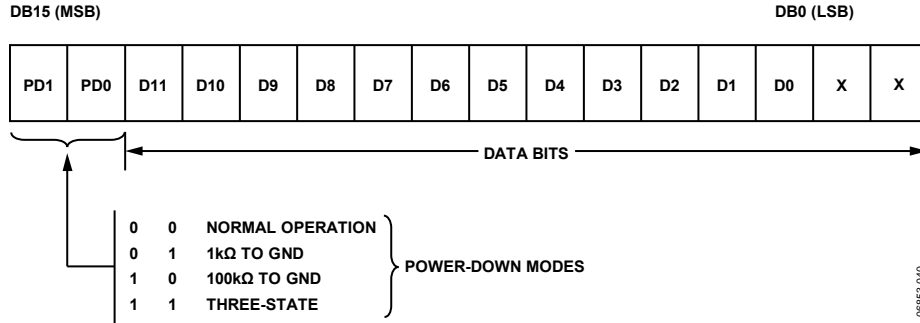 DB15 (MSB) DB0 (LSB)
PD1 PD0 D11 D10 D9 D8 D7 D6 D5 D4 D3 D2 D1 D0 X X
DATA BITS
0 0 NORMAL OPERATION
0 1 1kΩ TO GND
POWER-DOWN MODES
1 0 100kΩ TO GND
1 1 THREE-STATE